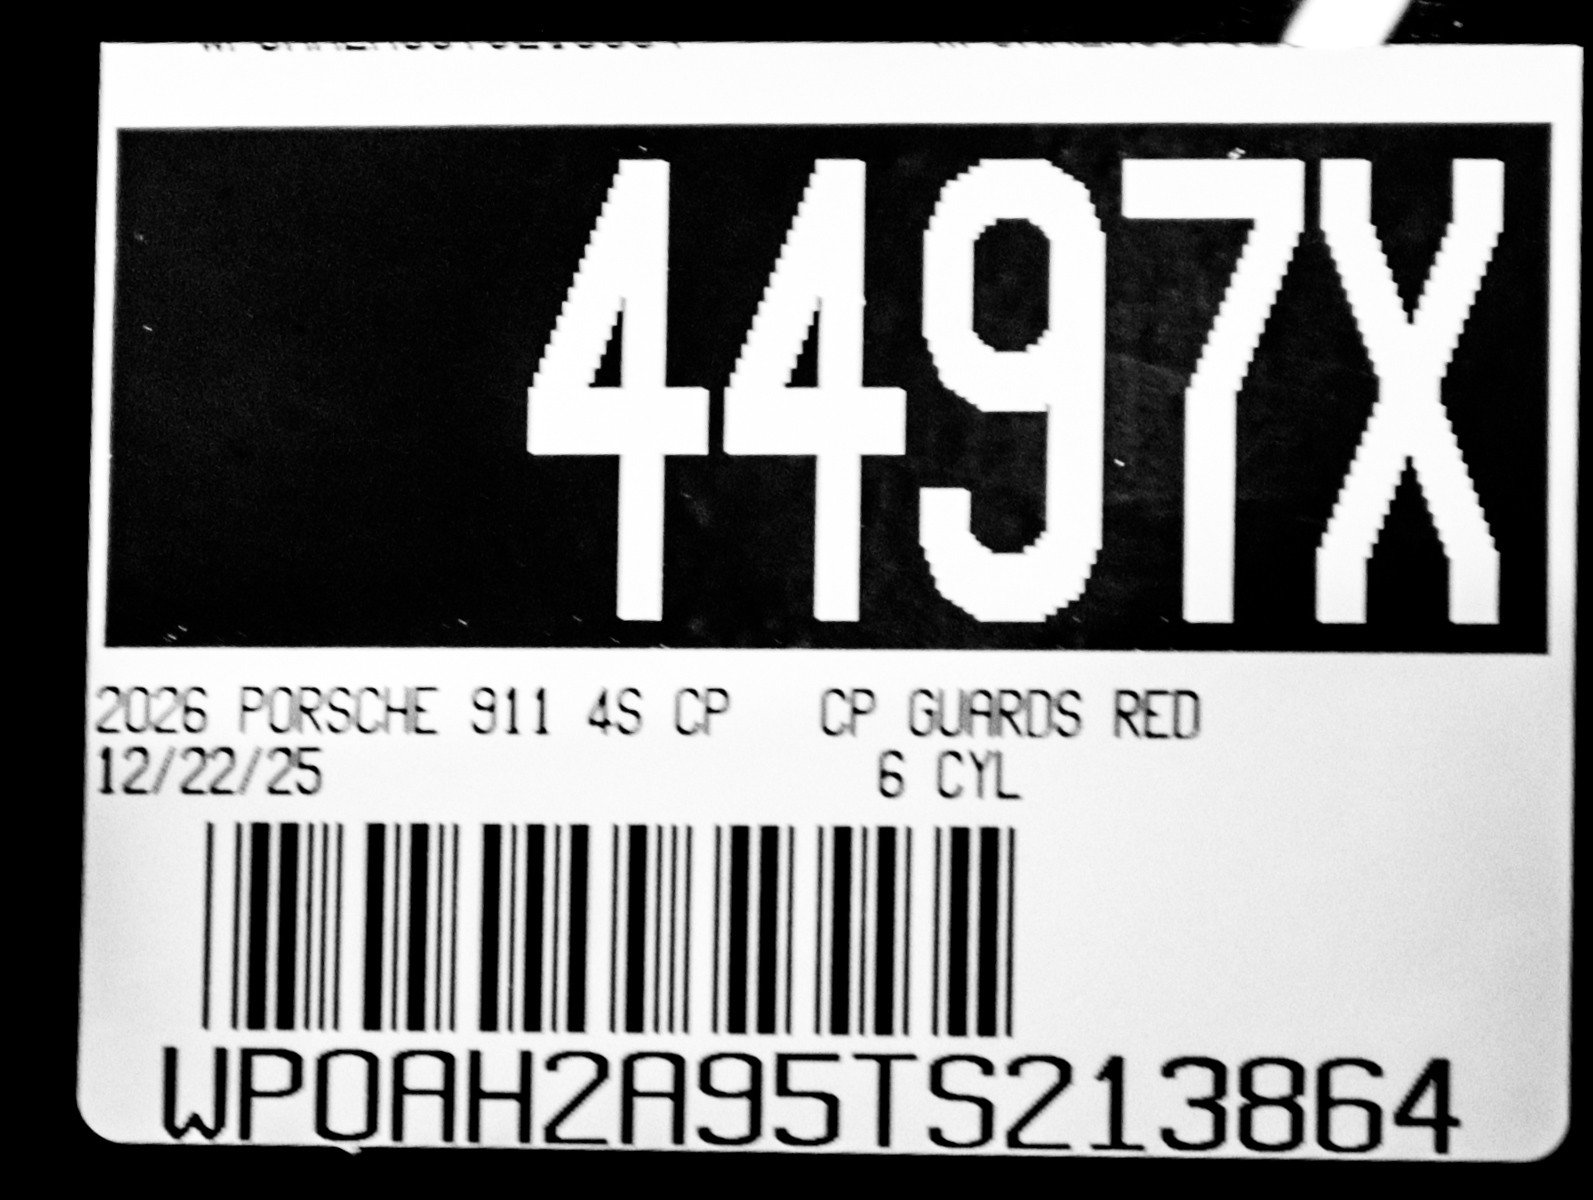 4497X
2026 PORSCHE 911 4S CP CP GUARDS RED
12/22/25 6 CYL
WP0AH2A95TS213864